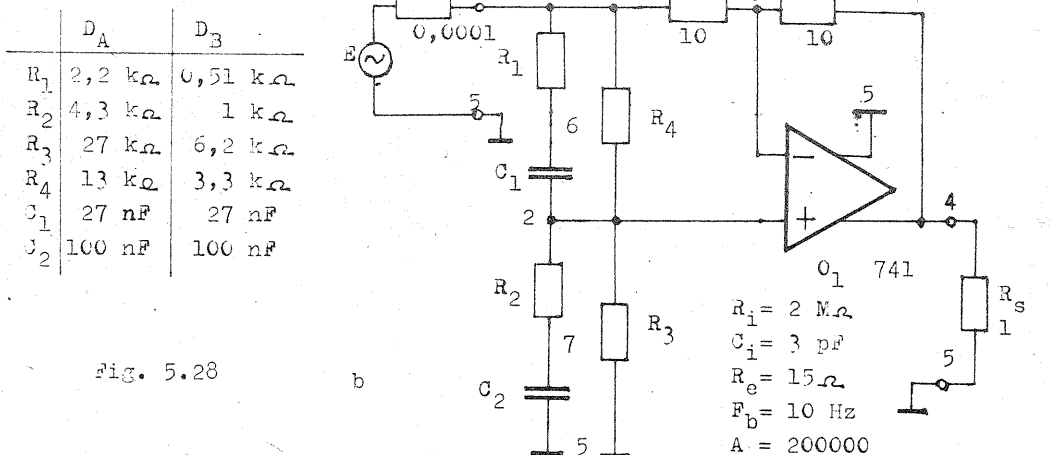 D_A D_B
R_1 2,2 kΩ 0,51 kΩ
R_2 4,3 kΩ 1 kΩ
R_3 27 kΩ 6,2 kΩ
R_4 13 kΩ 3,3 kΩ
C_1 27 nF 27 nF
C_2 100 nF 100 nF
Fig. 5.28
b
E
0,0001
5
R_1
6
C_1
2
R_4
10
10
5
−
+
4
O_1 741
R_2
7
C_2
5
R_3
R_i= 2 MΩ
C_i= 3 pF
R_e= 15Ω
F_b= 10 Hz
A = 200000
R_s
1
5